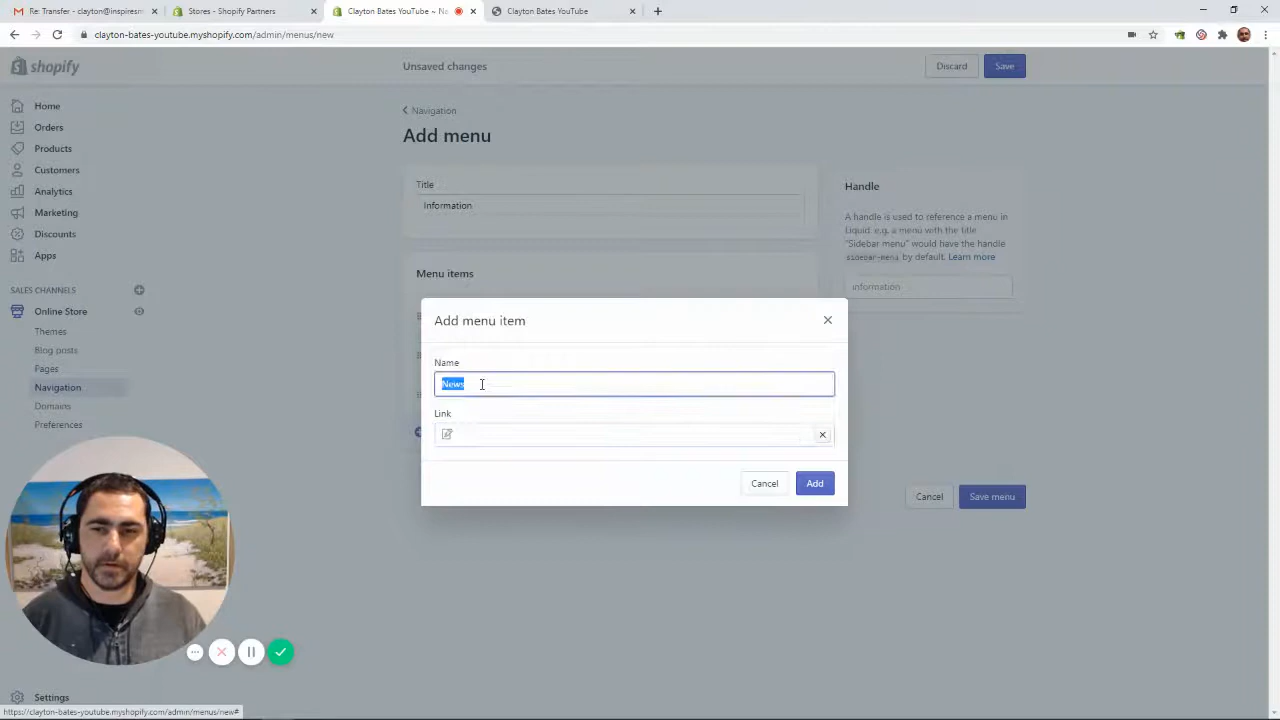 Re: Transfer - clayton@inspiresm
Stores - Shopify Partners
Clayton Bates YouTube ~ N
Clayton Bates YouTube
clayton-bates-youtube.myshopify.com/admin/menus/new
shopify
Unsaved changes
Discard
Save
Home
Orders
Products
Customers
Analytics
Marketing
Discounts
Apps
SALES CHANNELS
Online Store
Themes
Blog posts
Pages
Navigation
Domains
Preferences
Settings
Navigation
Add menu
Title
Information
Menu items
Handle
A handle is used to reference a menu in
Liquid. e.g. a menu with the title
"Sidebar menu" would have the handle
sidebar-menu by default. Learn more
information
Add menu item
Name
News
Link
Cancel
Add
Cancel
Save menu
https://clayton-bates-youtube.myshopify.com/admin/menus/new#